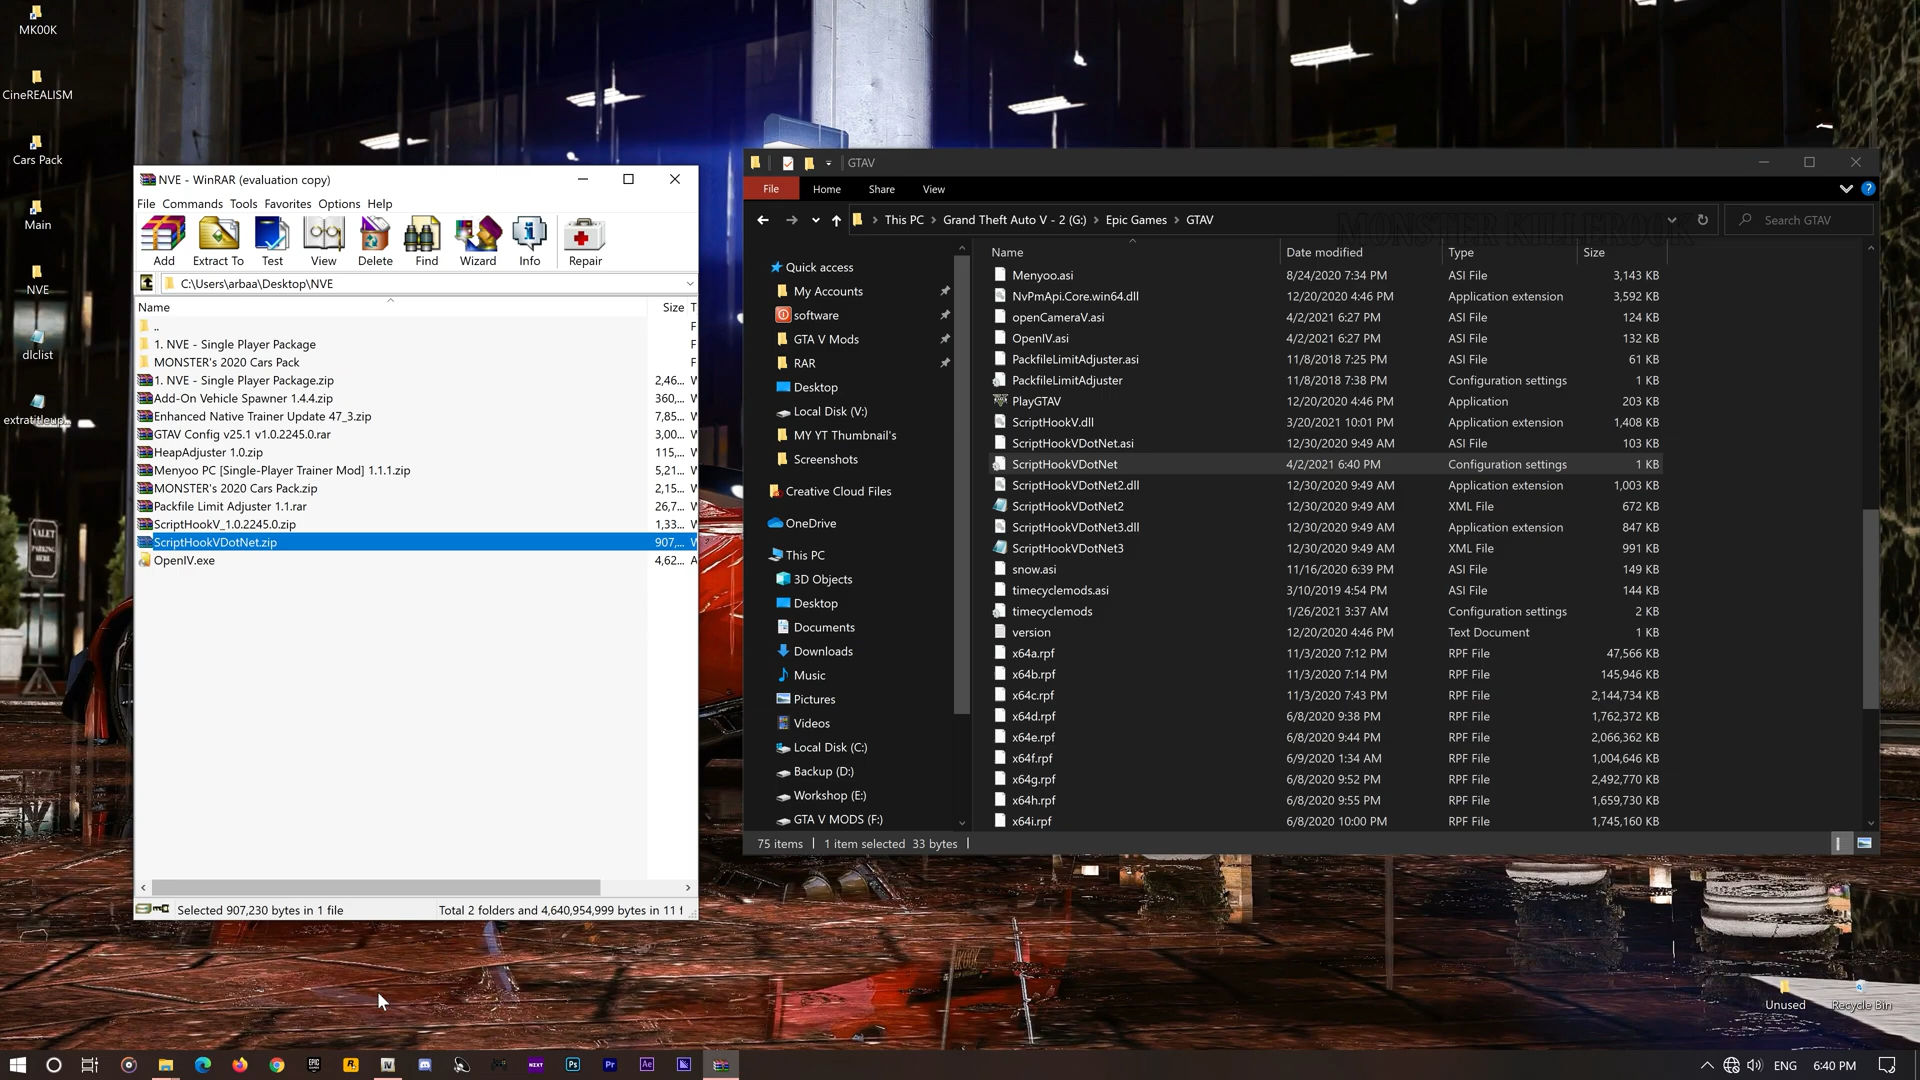 MK00K
CineREALISM
Cars Pack
Main
NVE
dlclist
extratitleup...
VALET
PARKING
HERE
NVE - WinRAR (evaluation copy)
File Commands Tools Favorites Options Help
Add Extract To Test View Delete Find Wizard Info Repair
C:\Users\arbaa\Desktop\NVE
Name Size T
.. F
1. NVE - Single Player Package F
MONSTER's 2020 Cars Pack F
1. NVE - Single Player Package.zip 2,46... W
Add-On Vehicle Spawner 1.4.4.zip 360,... W
Enhanced Native Trainer Update 47_3.zip 7,85... W
GTAV Config v25.1 v1.0.2245.0.rar 3,00... W
HeapAdjuster 1.0.zip 115,... W
Menyoo PC [Single-Player Trainer Mod] 1.1.1.zip 5,21... W
MONSTER's 2020 Cars Pack.zip 2,15... W
Packfile Limit Adjuster 1.1.rar 26,7... W
ScriptHookV_1.0.2245.0.zip 1,33... W
ScriptHookVDotNet.zip 907,... W
OpenIV.exe 4,62... A
Selected 907,230 bytes in 1 file Total 2 folders and 4,640,954,999 bytes in 11 f
GTAV
File Home Share View
This PC > Grand Theft Auto V - 2 (G:) > Epic Games > GTAV
Search GTAV
MONSTER KILLEROOK
Quick access
My Accounts
software
GTA V Mods
RAR
Desktop
Local Disk (V:)
MY YT Thumbnail's
Screenshots
Creative Cloud Files
OneDrive
This PC
3D Objects
Desktop
Documents
Downloads
Music
Pictures
Videos
Local Disk (C:)
Backup (D:)
Workshop (E:)
GTA V MODS (F:)
Name Date modified Type Size
Menyoo.asi 8/24/2020 7:34 PM ASI File 3,143 KB
NvPmApi.Core.win64.dll 12/20/2020 4:46 PM Application extension 3,592 KB
openCameraV.asi 4/2/2021 6:27 PM ASI File 124 KB
OpenIV.asi 4/2/2021 6:27 PM ASI File 132 KB
PackfileLimitAdjuster.asi 11/8/2018 7:25 PM ASI File 61 KB
PackfileLimitAdjuster 11/8/2018 7:38 PM Configuration settings 1 KB
PlayGTAV 12/20/2020 4:46 PM Application 203 KB
ScriptHookV.dll 3/20/2021 10:01 PM Application extension 1,408 KB
ScriptHookVDotNet.asi 12/30/2020 9:49 AM ASI File 103 KB
ScriptHookVDotNet 4/2/2021 6:40 PM Configuration settings 1 KB
ScriptHookVDotNet2.dll 12/30/2020 9:49 AM Application extension 1,003 KB
ScriptHookVDotNet2 12/30/2020 9:49 AM XML File 672 KB
ScriptHookVDotNet3.dll 12/30/2020 9:49 AM Application extension 847 KB
ScriptHookVDotNet3 12/30/2020 9:49 AM XML File 991 KB
snow.asi 11/16/2020 6:39 PM ASI File 149 KB
timecyclemods.asi 3/10/2019 4:54 PM ASI File 144 KB
timecyclemods 1/26/2021 3:37 AM Configuration settings 2 KB
version 12/20/2020 4:46 PM Text Document 1 KB
x64a.rpf 11/3/2020 7:12 PM RPF File 47,566 KB
x64b.rpf 11/3/2020 7:14 PM RPF File 145,946 KB
x64c.rpf 11/3/2020 7:43 PM RPF File 2,144,734 KB
x64d.rpf 6/8/2020 9:38 PM RPF File 1,762,372 KB
x64e.rpf 6/8/2020 9:44 PM RPF File 2,066,362 KB
x64f.rpf 6/9/2020 1:34 AM RPF File 1,004,646 KB
x64g.rpf 6/8/2020 9:52 PM RPF File 2,492,770 KB
x64h.rpf 6/8/2020 9:55 PM RPF File 1,659,730 KB
x64i.rpf 6/8/2020 10:00 PM RPF File 1,745,160 KB
75 items 1 item selected 33 bytes
Unused
Recycle Bin
NEXT Ps Pr Ae
ENG 6:40 PM